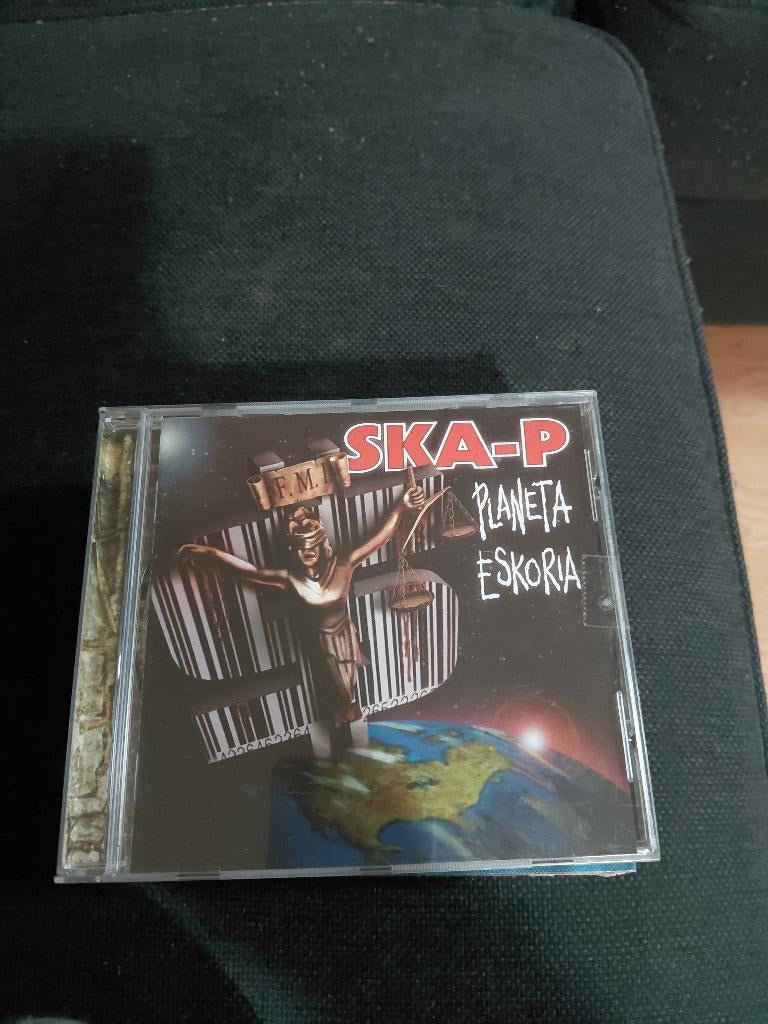 SKA-P
F.M.I
PLANETA
ESKORIA